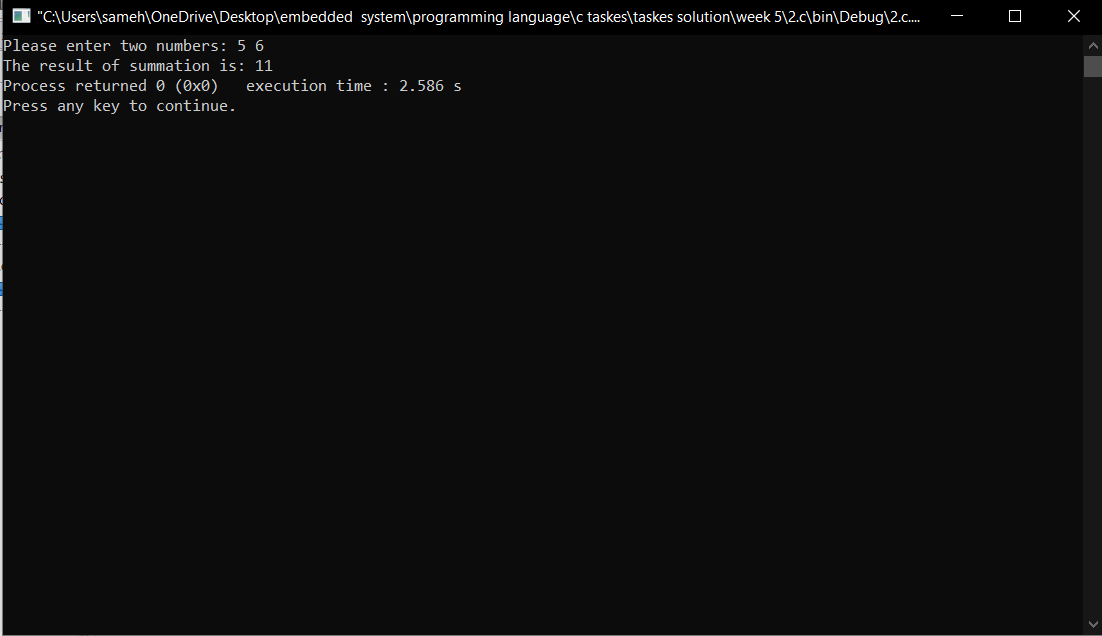 "C:\Users\sameh\OneDrive\Desktop\embedded  system\programming language\c taskes\taskes solution\week 5\2.c\bin\Debug\2.c....
Please enter two numbers: 5 6
The result of summation is: 11
Process returned 0 (0x0)   execution time : 2.586 s
Press any key to continue.